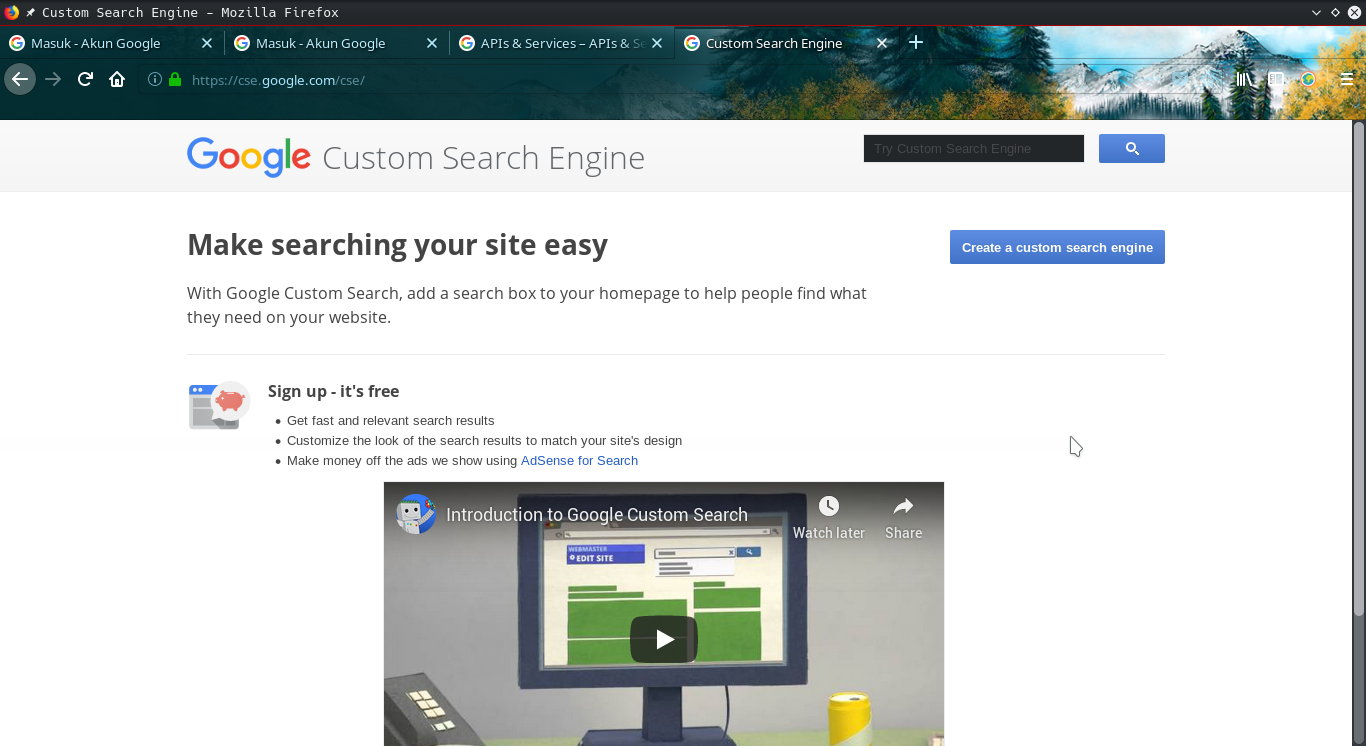 Custom Search Engine – Mozilla Firefox
Masuk - Akun Google
Masuk - Akun Google
APIs & Services – APIs & Se
Custom Search Engine
https://cse.google.com/cse/
Google Custom Search Engine
Try Custom Search Engine
Make searching your site easy
Create a custom search engine
With Google Custom Search, add a search box to your homepage to help people find what
they need on your website.
Sign up - it's free
Get fast and relevant search results
Customize the look of the search results to match your site's design
Make money off the ads we show using AdSense for Search
Introduction to Google Custom Search
Watch later
Share
WEBMASTER
EDIT SITE